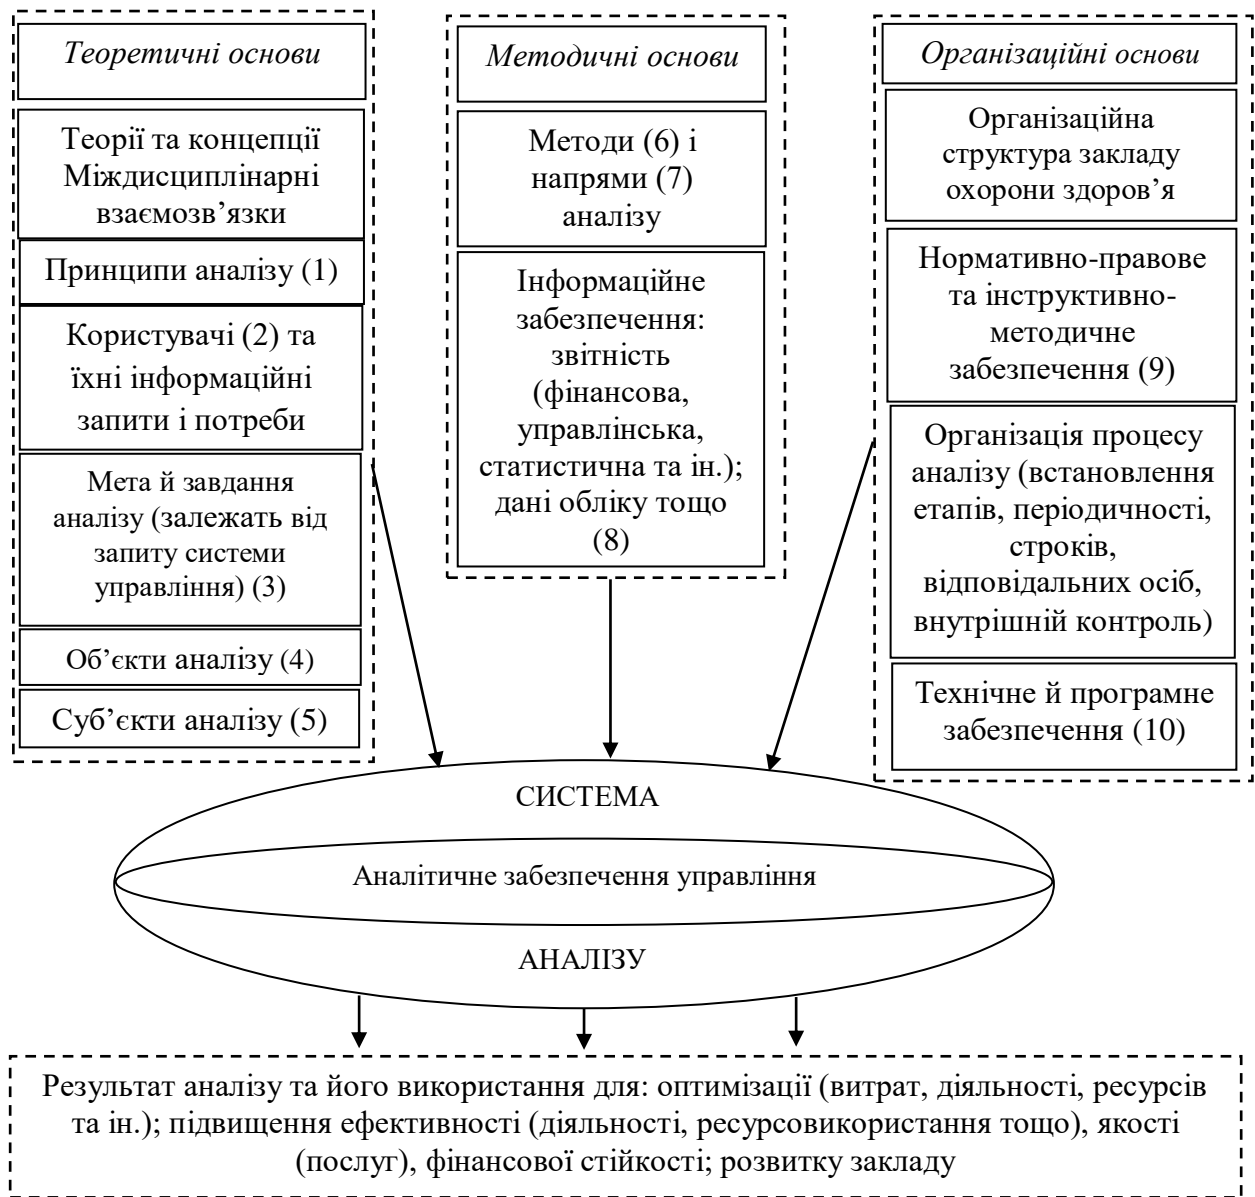 Теоретичні основи
Теорії та концепції
Міждисциплінарні
взаємозв’язки
Принципи аналізу (1)
Користувачі (2) та
їхні інформаційні
запити і потреби
Мета й завдання
аналізу (залежать від
запиту системи
управління) (3)
Об’єкти аналізу (4)
Суб’єкти аналізу (5)
Методичні основи
Методи (6) і
напрями (7)
аналізу
Інформаційне
забезпечення:
звітність
(фінансова,
управлінська,
статистична та ін.);
дані обліку тощо
(8)
Організаційні основи
Організаційна
структура закладу
охорони здоров’я
Нормативно-правове
та інструктивно-
методичне
забезпечення (9)
Організація процесу
аналізу (встановлення
етапів, періодичності,
строків,
відповідальних осіб,
внутрішній контроль)
Технічне й програмне
забезпечення (10)
СИСТЕМА
Аналітичне забезпечення управління
АНАЛІЗУ
Результат аналізу та його використання для: оптимізації (витрат, діяльності, ресурсів
та ін.); підвищення ефективності (діяльності, ресурсовикористання тощо), якості
(послуг), фінансової стійкості; розвитку закладу